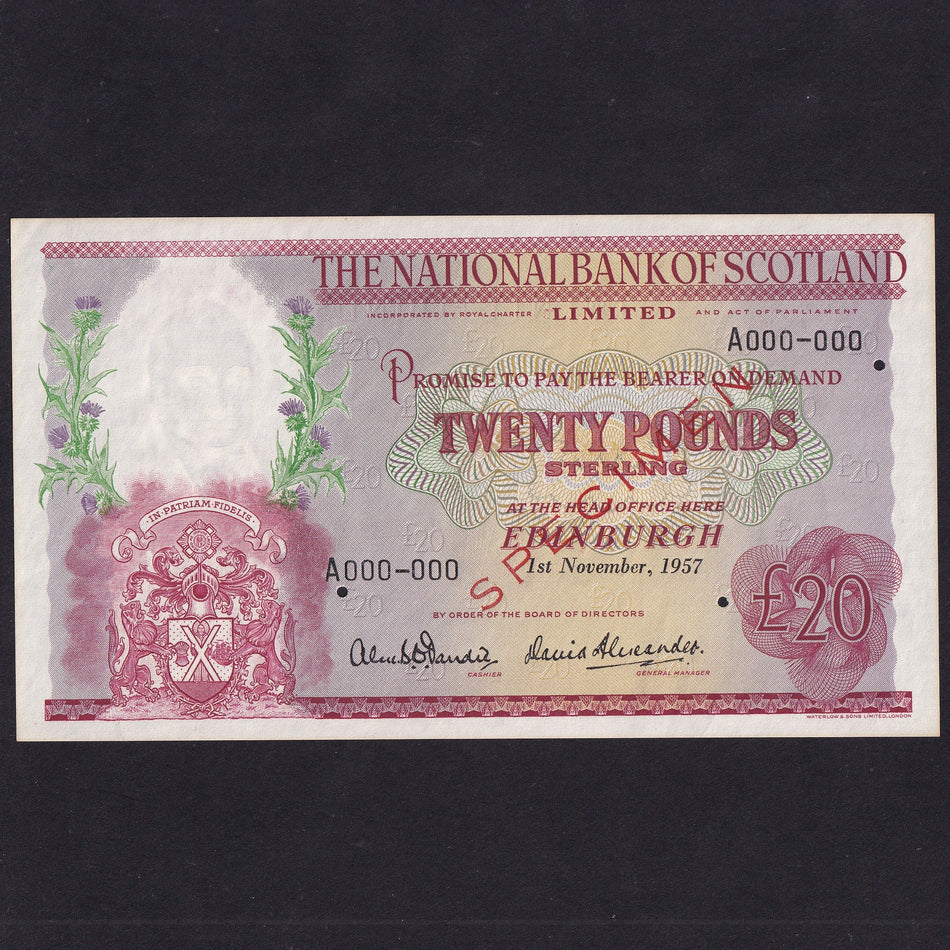 THE NATIONAL BANK OF SCOTLAND
INCORPORATED BY ROYAL CHARTER LIMITED AND ACT OF PARLIAMENT
A000-000
PROMISE TO PAY THE BEARER ON DEMAND
TWENTY POUNDS
STERLING
AT THE HEAD OFFICE HERE
EDINBURGH
SPECIMEN
·IN·PATRIAM·FIDELIS·
A000-000
1st November, 1957
£20
BY ORDER OF THE BOARD OF DIRECTORS
David Alexander.
CASHIER
GENERAL MANAGER
WATERLOW & SONS LIMITED, LONDON